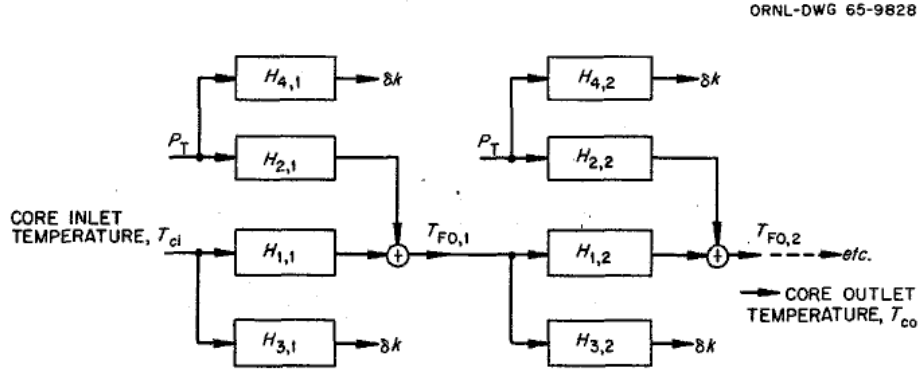 ORNL-DWG 65-9828
H4,1
δk
H4,2
δk
PT
H2,1
PT
H2,2
CORE INLET
TEMPERATURE, Tci
H1,1
+
TFO,1
H1,2
+
TFO,2
etc.
CORE OUTLET
TEMPERATURE, Tco
H3,1
δk
H3,2
δk